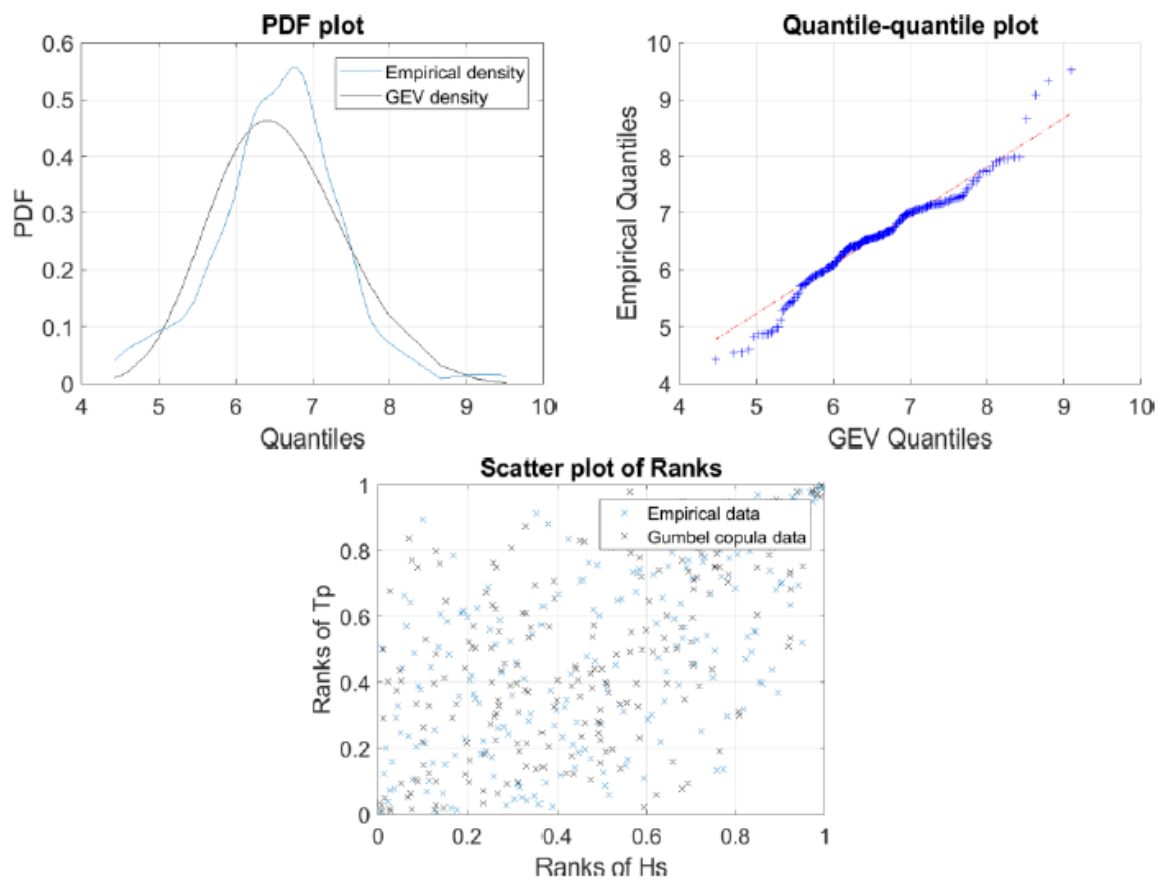 PDF plot
0.6
0.5
0.4
0.3
0.2
0.1
0
PDF
Empirical density
GEV density
4 5 6 7 8 9 10
Quantiles
Quantile-quantile plot
10
9
8
7
6
5
4
Empirical Quantiles
4 5 6 7 8 9 10
GEV Quantiles
Scatter plot of Ranks
1
0.8
0.6
0.4
0.2
0
Ranks of Tp
Empirical data
Gumbel copula data
0 0.2 0.4 0.6 0.8 1
Ranks of Hs